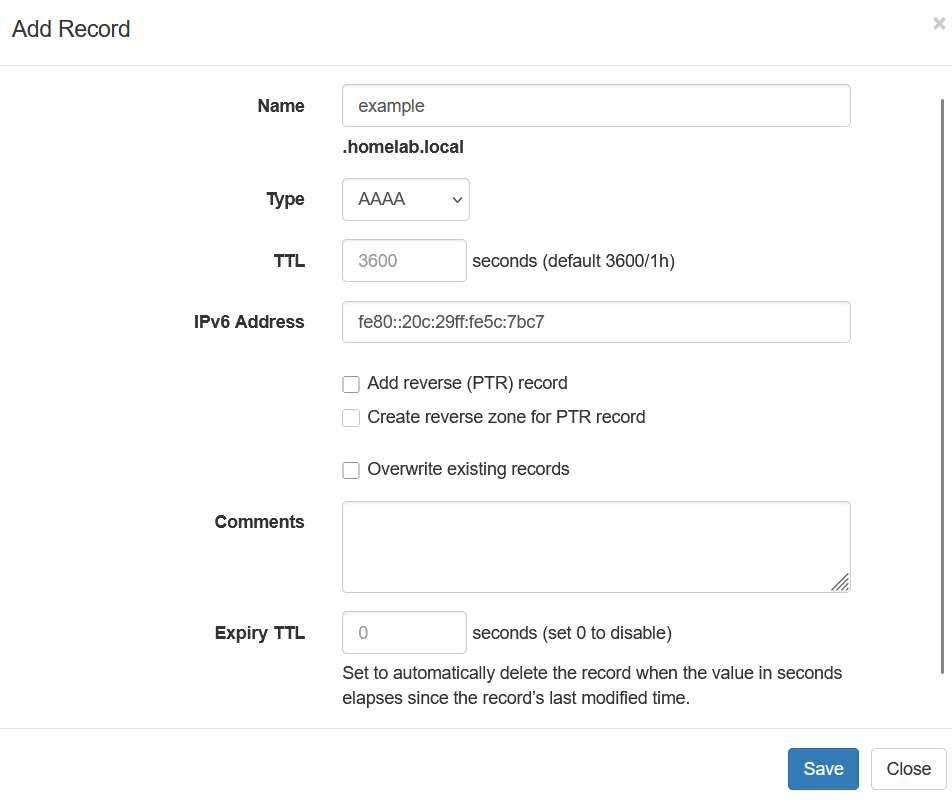 Add Record
×
Name
example
.homelab.local
Type
AAAA
TTL
3600
seconds (default 3600/1h)
IPv6 Address
fe80::20c:29ff:fe5c:7bc7
Add reverse (PTR) record
Create reverse zone for PTR record
Overwrite existing records
Comments
Expiry TTL
0
seconds (set 0 to disable)
Set to automatically delete the record when the value in seconds
elapses since the record’s last modified time.
Save
Close